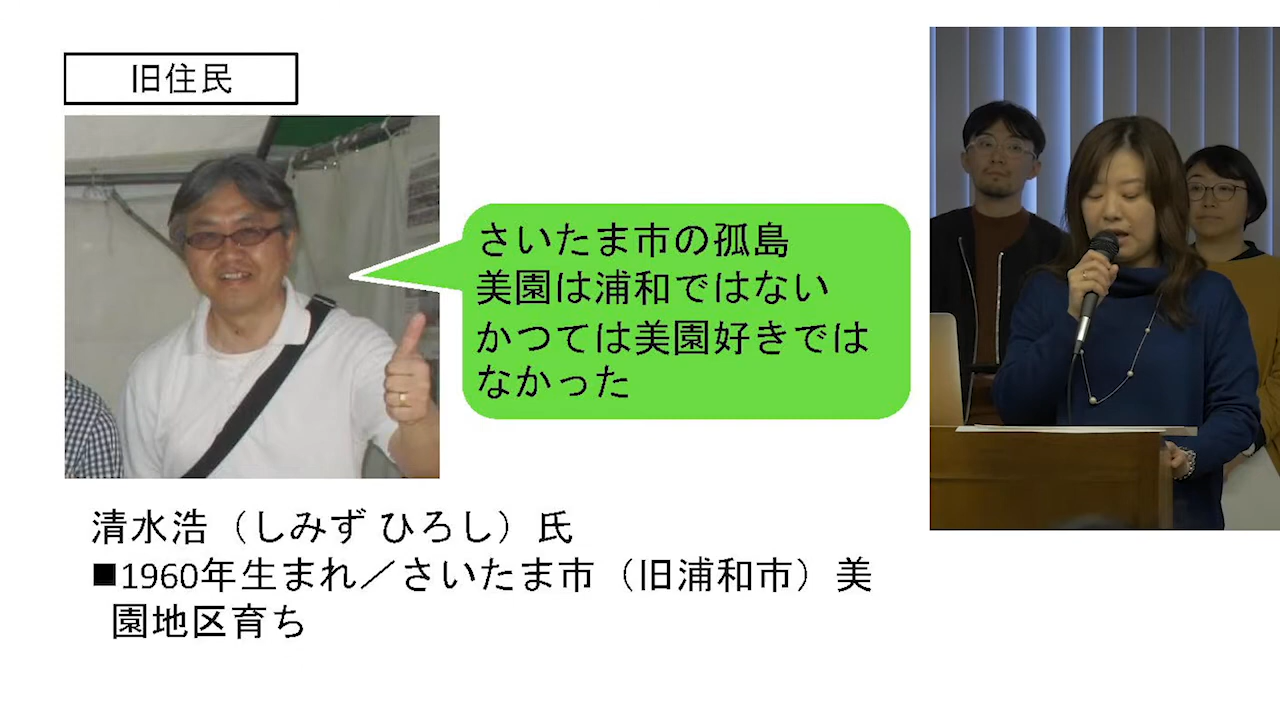 旧住民
さいたま市の孤島
美園は浦和ではない
かつては美園好きでは
なかった
清水浩（しみず ひろし）氏
■1960年生まれ／さいたま市（旧浦和市）美
園地区育ち